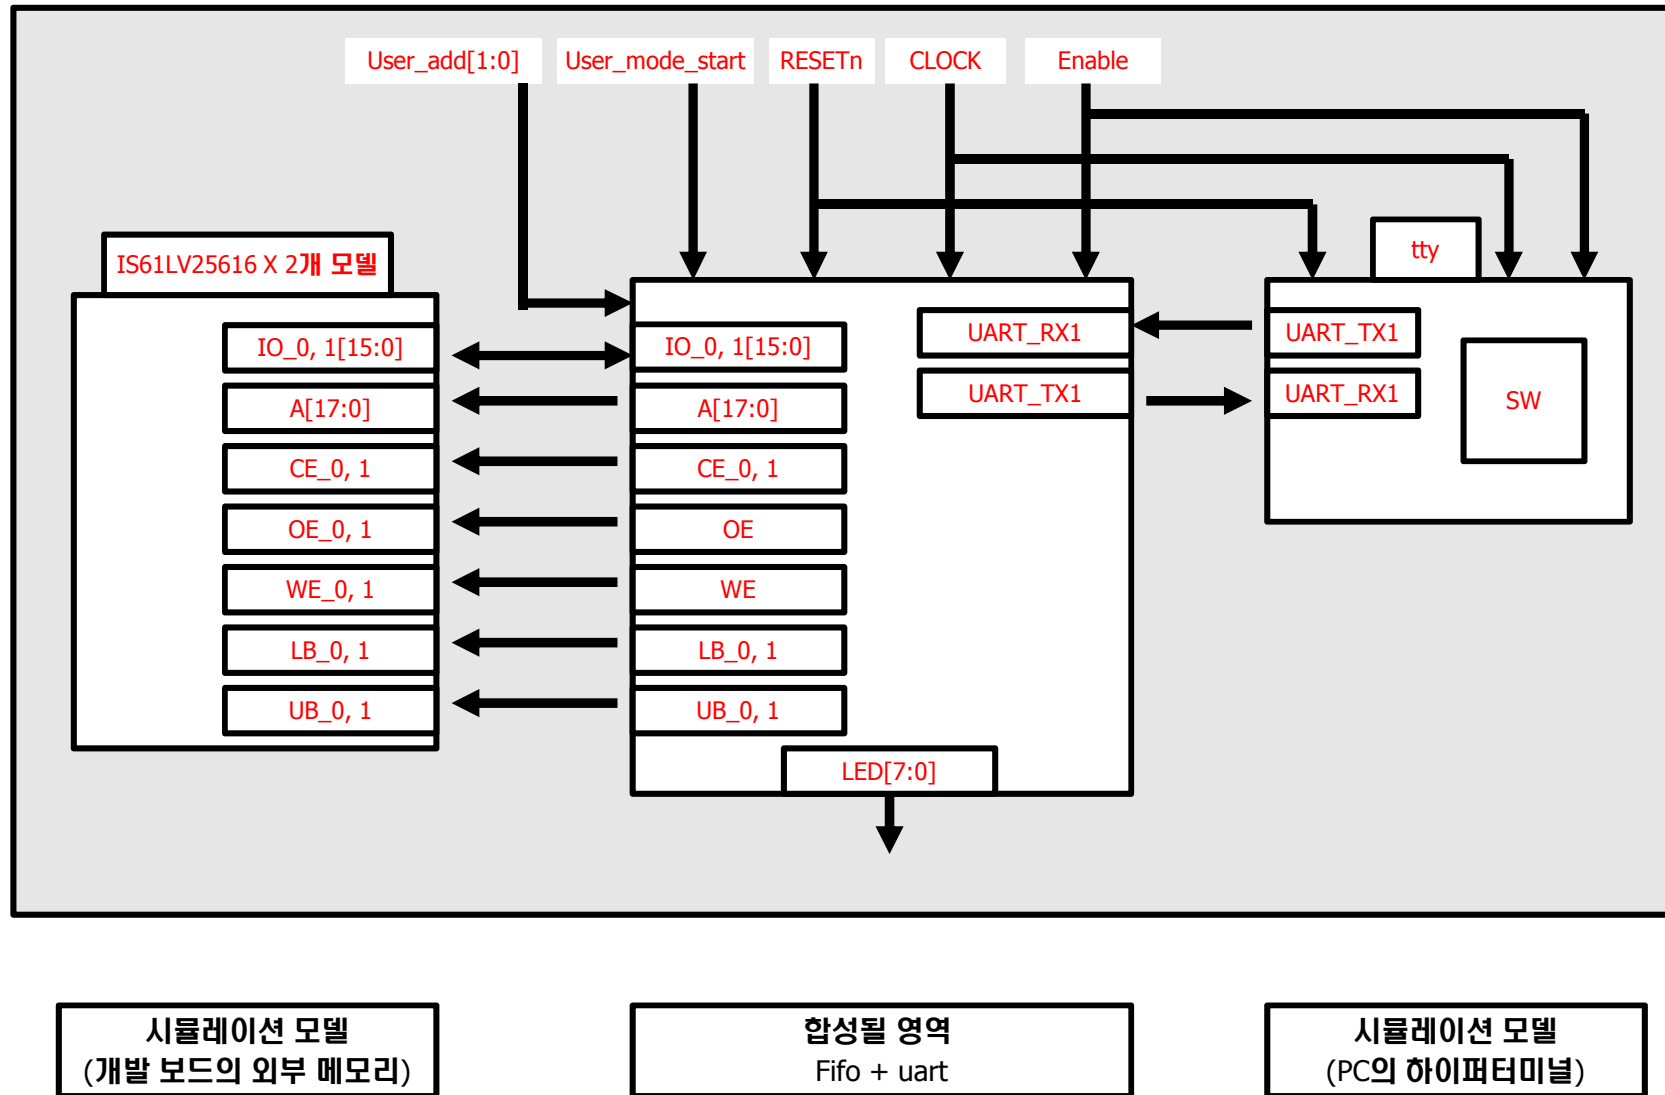 User_add[1:0]
User_mode_start
RESETn
CLOCK
Enable
IS61LV25616 X 2개 모델
IO_0, 1[15:0]
A[17:0]
CE_0, 1
OE_0, 1
WE_0, 1
LB_0, 1
UB_0, 1
IO_0, 1[15:0]
A[17:0]
CE_0, 1
OE
WE
LB_0, 1
UB_0, 1
UART_RX1
UART_TX1
LED[7:0]
tty
UART_TX1
UART_RX1
SW
시뮬레이션 모델
(개발 보드의 외부 메모리)
합성될 영역
Fifo + uart
시뮬레이션 모델
(PC의 하이퍼터미널)